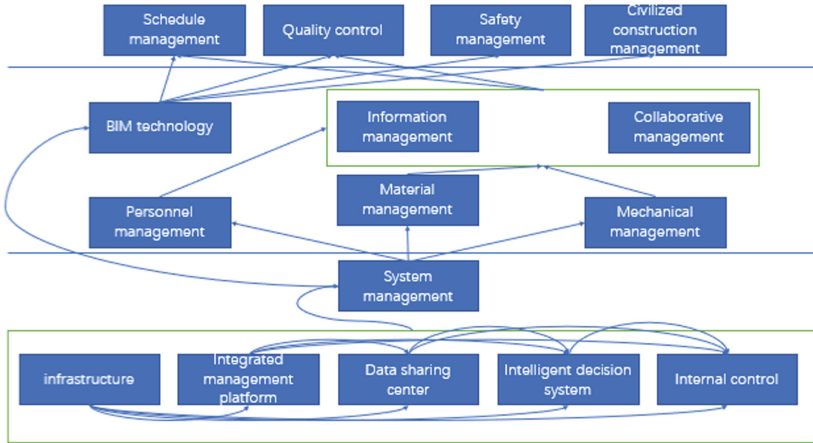 Schedule
management
Quality control
Safety
management
Civilized
construction
management
BIM technology
Information
management
Collaborative
management
Personnel
management
Material
management
Mechanical
management
System
management
infrastructure
Integrated
management
platform
Data sharing
center
Intelligent decision
system
Internal control